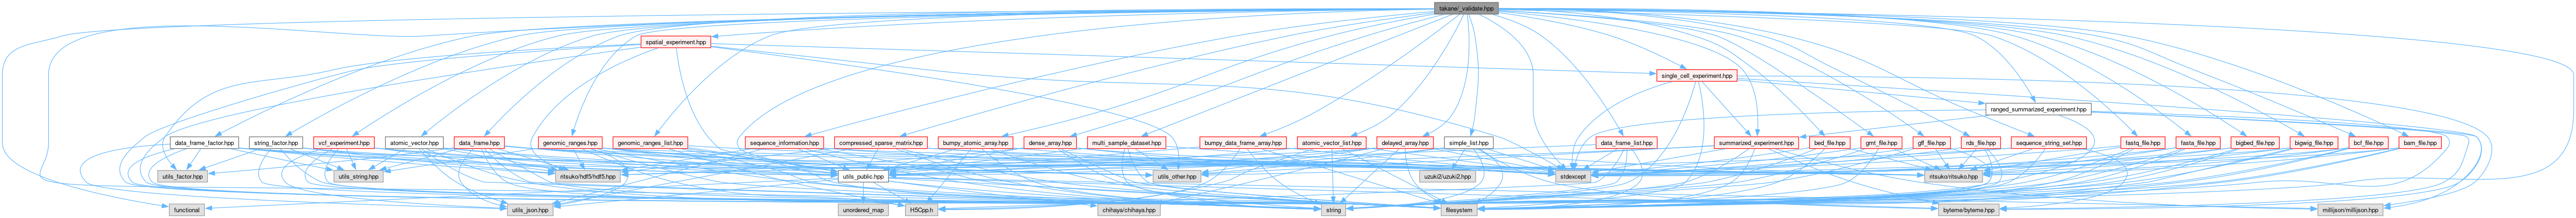 takane/_validate.hpp
spatial_experiment.hpp
single_cell_experiment.hpp
ranged_summarized_experiment.hpp
data_frame_factor.hpp
string_factor.hpp
vcf_experiment.hpp
atomic_vector.hpp
data_frame.hpp
genomic_ranges.hpp
genomic_ranges_list.hpp
sequence_information.hpp
compressed_sparse_matrix.hpp
bumpy_atomic_array.hpp
dense_array.hpp
multi_sample_dataset.hpp
bumpy_data_frame_array.hpp
atomic_vector_list.hpp
delayed_array.hpp
simple_list.hpp
data_frame_list.hpp
summarized_experiment.hpp
bed_file.hpp
gmt_file.hpp
gff_file.hpp
rds_file.hpp
sequence_string_set.hpp
fastq_file.hpp
fasta_file.hpp
bigbed_file.hpp
bigwig_file.hpp
bcf_file.hpp
bam_file.hpp
utils_factor.hpp
utils_string.hpp
ritsuko/hdf5/hdf5.hpp
utils_public.hpp
utils_other.hpp
uzuki2/uzuki2.hpp
stdexcept
ritsuko/ritsuko.hpp
functional
utils_json.hpp
unordered_map
H5Cpp.h
chihaya/chihaya.hpp
string
filesystem
byteme/byteme.hpp
millijson/millijson.hpp